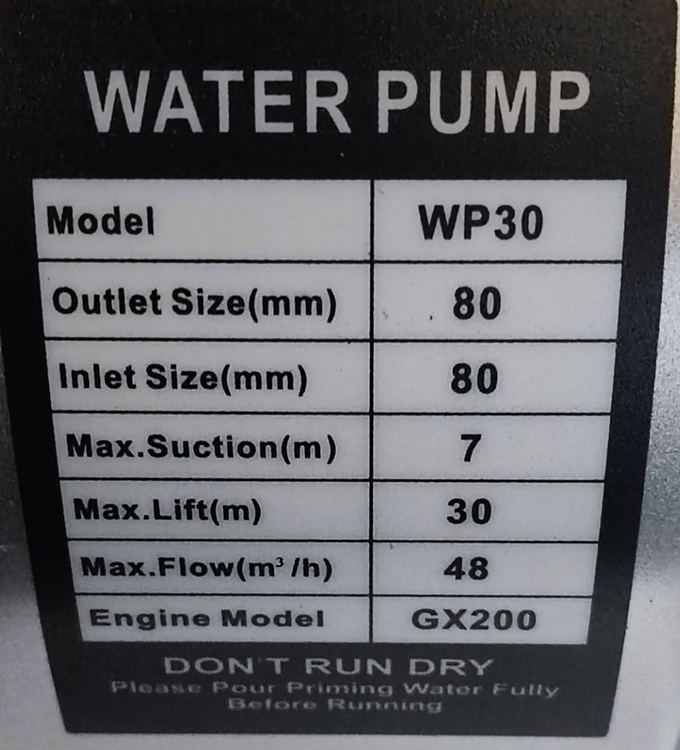 WATER PUMP
Model WP30
Outlet Size(mm) 80
Inlet Size(mm) 80
Max.Suction(m) 7
Max.Lift(m) 30
Max.Flow(m³/h) 48
Engine Model GX200
DON'T RUN DRY
Please Pour Priming Water Fully
Before Running